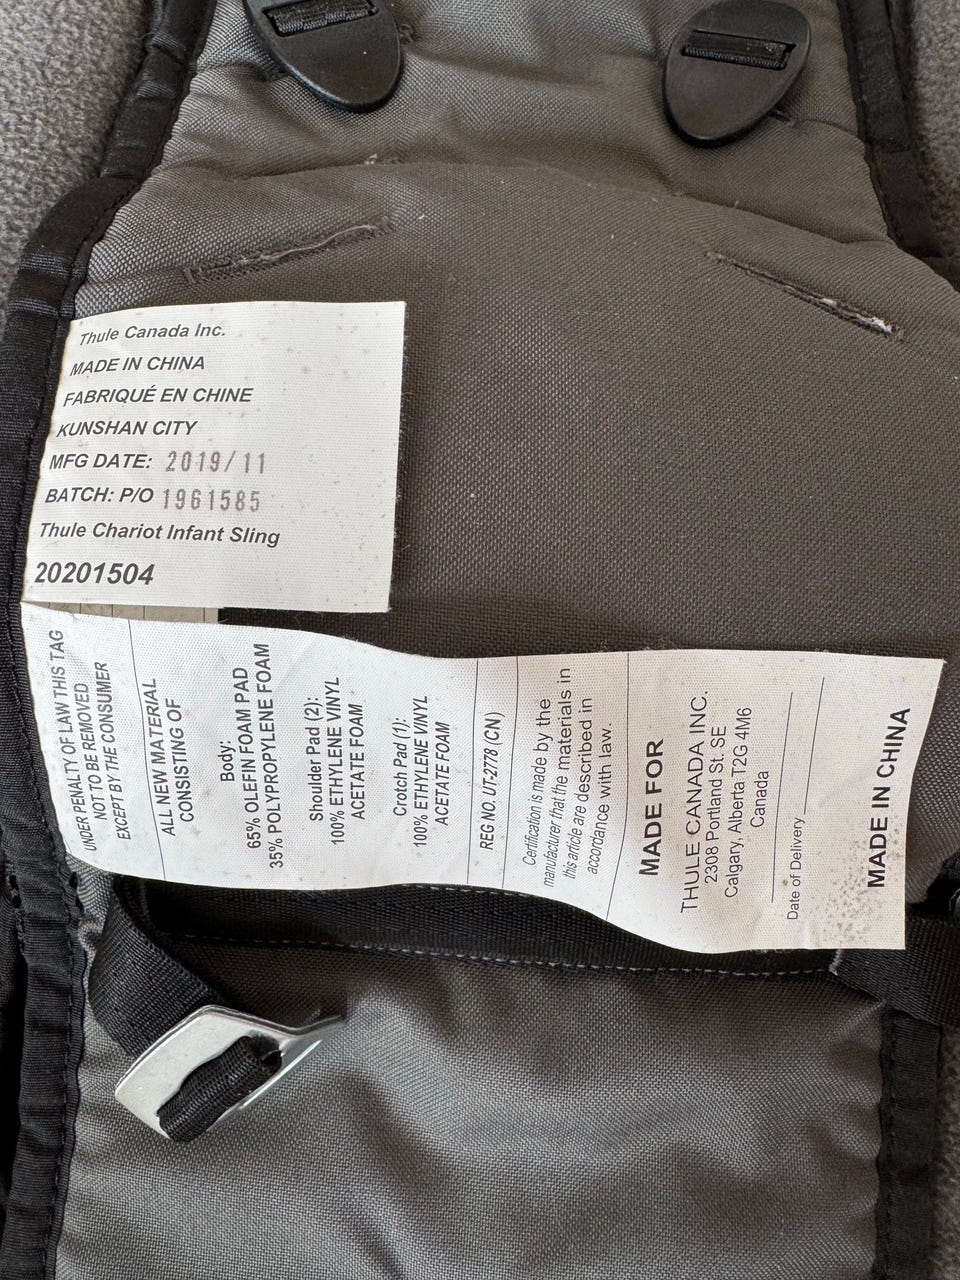 Thule Canada Inc.
MADE IN CHINA
FABRIQUÉ EN CHINE
KUNSHAN CITY
MFG DATE: 2019/11
BATCH: P/O 1961585
Thule Chariot Infant Sling
20201504
UNDER PENALTY OF LAW THIS TAG
NOT TO BE REMOVED
EXCEPT BY THE CONSUMER
ALL NEW MATERIAL
CONSISTING OF
Body:
65% OLEFIN FOAM PAD
35% POLYPROPYLENE FOAM
Shoulder Pad (2):
100% ETHYLENE VINYL
ACETATE FOAM
Crotch Pad (1):
100% ETHYLENE VINYL
ACETATE FOAM
REG NO. UT-2778 (CN)
Certification is made by the
manufacturer that the materials in
this article are described in
accordance with law.
MADE FOR
THULE CANADA INC.
2308 Portland St. SE
Calgary, Alberta T2G 4M6
Canada
Date of Delivery
MADE IN CHINA